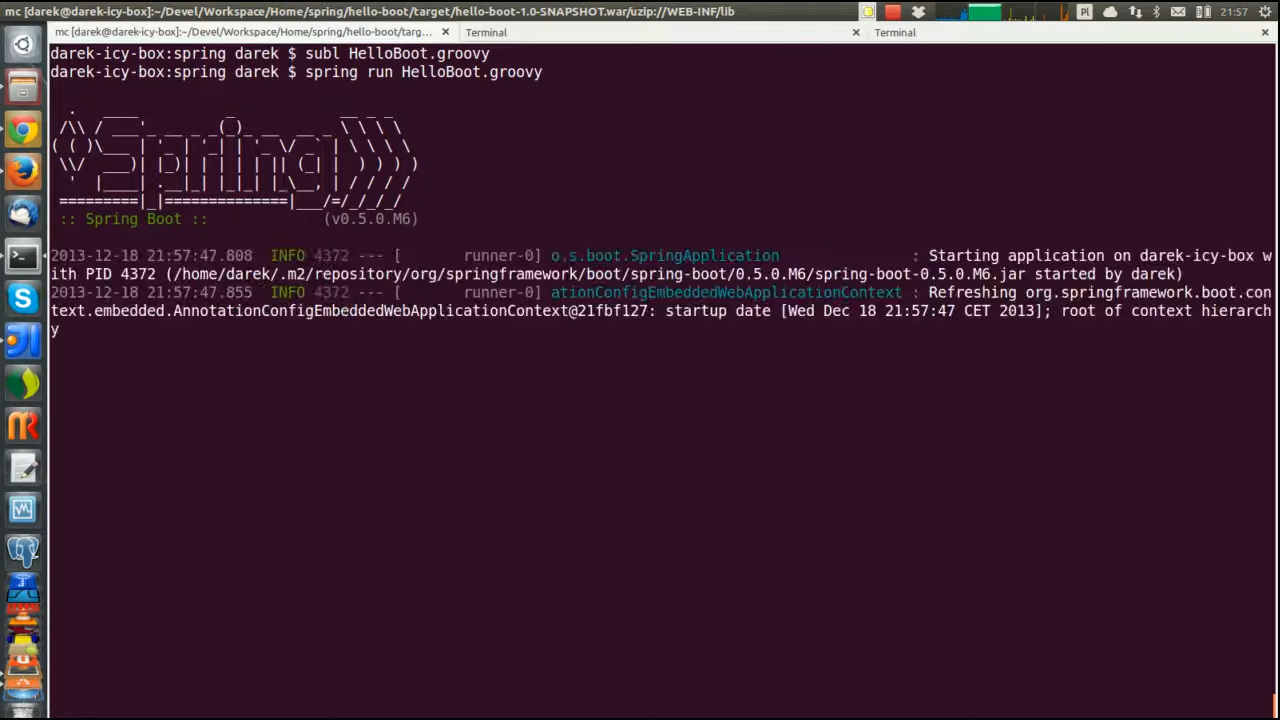 mc [darek@darek-icy-box]:~/Devel/Workspace/Home/spring/hello-boot/target/hello-boot-1.0-SNAPSHOT.war/uzip://WEB-INF/lib
Pl
21:57
mc [darek@darek-icy-box]:~/Devel/Workspace/Home/spring/hello-boot/targ...
Terminal
Terminal
darek-icy-box:spring darek $ subl HelloBoot.groovy
darek-icy-box:spring darek $ spring run HelloBoot.groovy
Spring
:: Spring Boot :: (v0.5.0.M6)
2013-12-18 21:57:47.808 INFO 4372 --- [ runner-0] o.s.boot.SpringApplication : Starting application on darek-icy-box w
ith PID 4372 (/home/darek/.m2/repository/org/springframework/boot/spring-boot/0.5.0.M6/spring-boot-0.5.0.M6.jar started by darek)
2013-12-18 21:57:47.855 INFO 4372 --- [ runner-0] ationConfigEmbeddedWebApplicationContext : Refreshing org.springframework.boot.con
text.embedded.AnnotationConfigEmbeddedWebApplicationContext@21fbf127: startup date [Wed Dec 18 21:57:47 CET 2013]; root of context hierarch
y